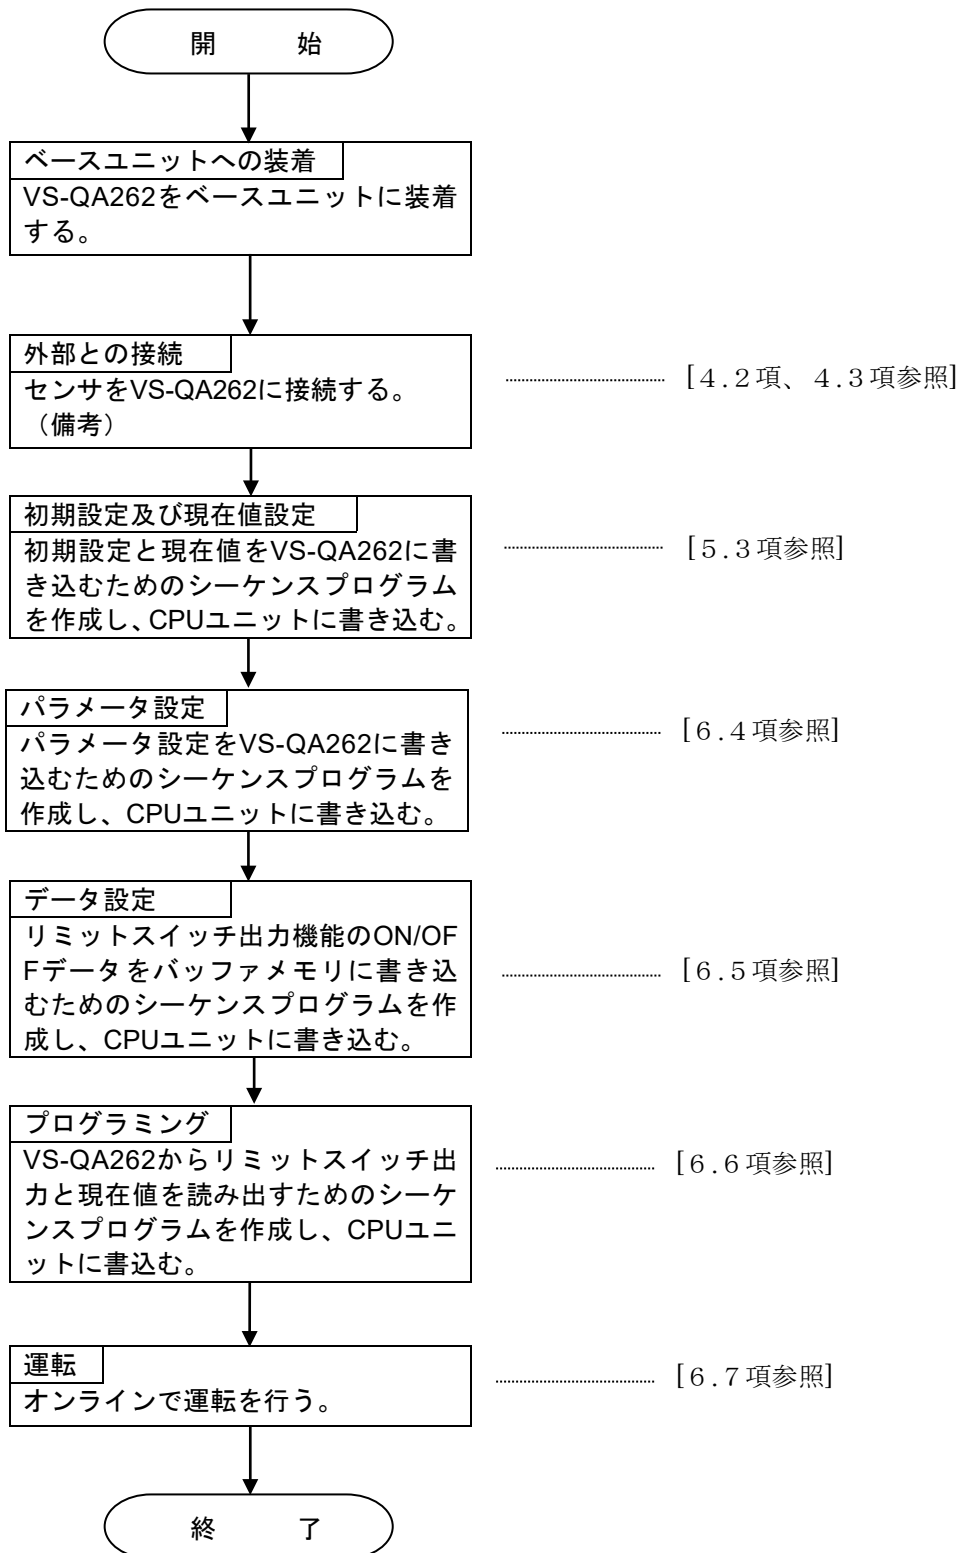 開 始
ベースユニットへの装着
VS-QA262をベースユニットに装着
する。
外部との接続
センサをVS-QA262に接続する。
（備考）
[4.2項、4.3項参照]
初期設定及び現在値設定
初期設定と現在値をVS-QA262に書
き込むためのシーケンスプログラム
を作成し、CPUユニットに書き込む。
[5.3項参照]
パラメータ設定
パラメータ設定をVS-QA262に書き
込むためのシーケンスプログラムを
作成し、CPUユニットに書き込む。
[6.4項参照]
データ設定
リミットスイッチ出力機能のON/OF
Fデータをバッファメモリに書き込
むためのシーケンスプログラムを作
成し、CPUユニットに書き込む。
[6.5項参照]
プログラミング
VS-QA262からリミットスイッチ出
力と現在値を読み出すためのシーケ
ンスプログラムを作成し、CPUユニ
ットに書込む。
[6.6項参照]
運転
オンラインで運転を行う。
[6.7項参照]
終 了